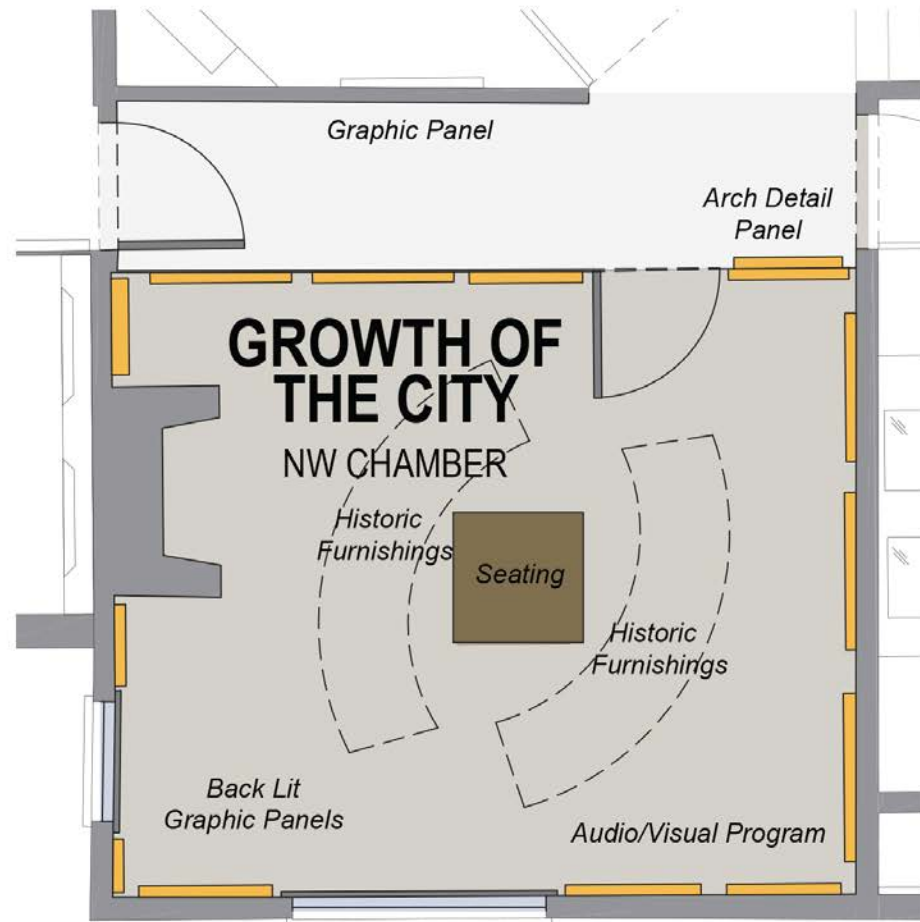 Graphic Panel
Arch Detail
Panel
GROWTH OF
THE CITY
NW CHAMBER
Historic
Furnishings
Seating
Historic
Furnishings
Back Lit
Graphic Panels
Audio/Visual Program